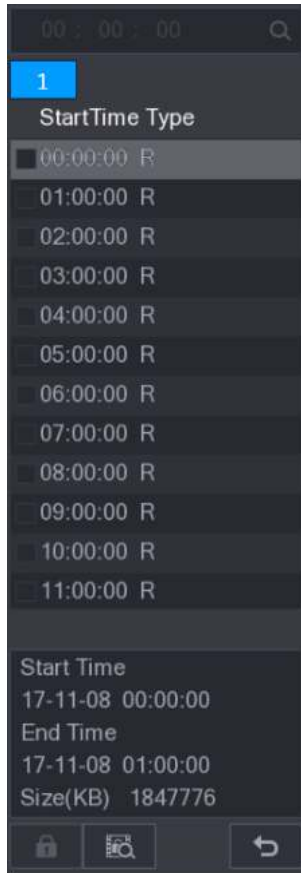 00 : 00 : 00
1
StartTime Type
00:00:00 R
01:00:00 R
02:00:00 R
03:00:00 R
04:00:00 R
05:00:00 R
06:00:00 R
07:00:00 R
08:00:00 R
09:00:00 R
10:00:00 R
11:00:00 R
Start Time
17-11-08 00:00:00
End Time
17-11-08 01:00:00
Size(KB) 1847776